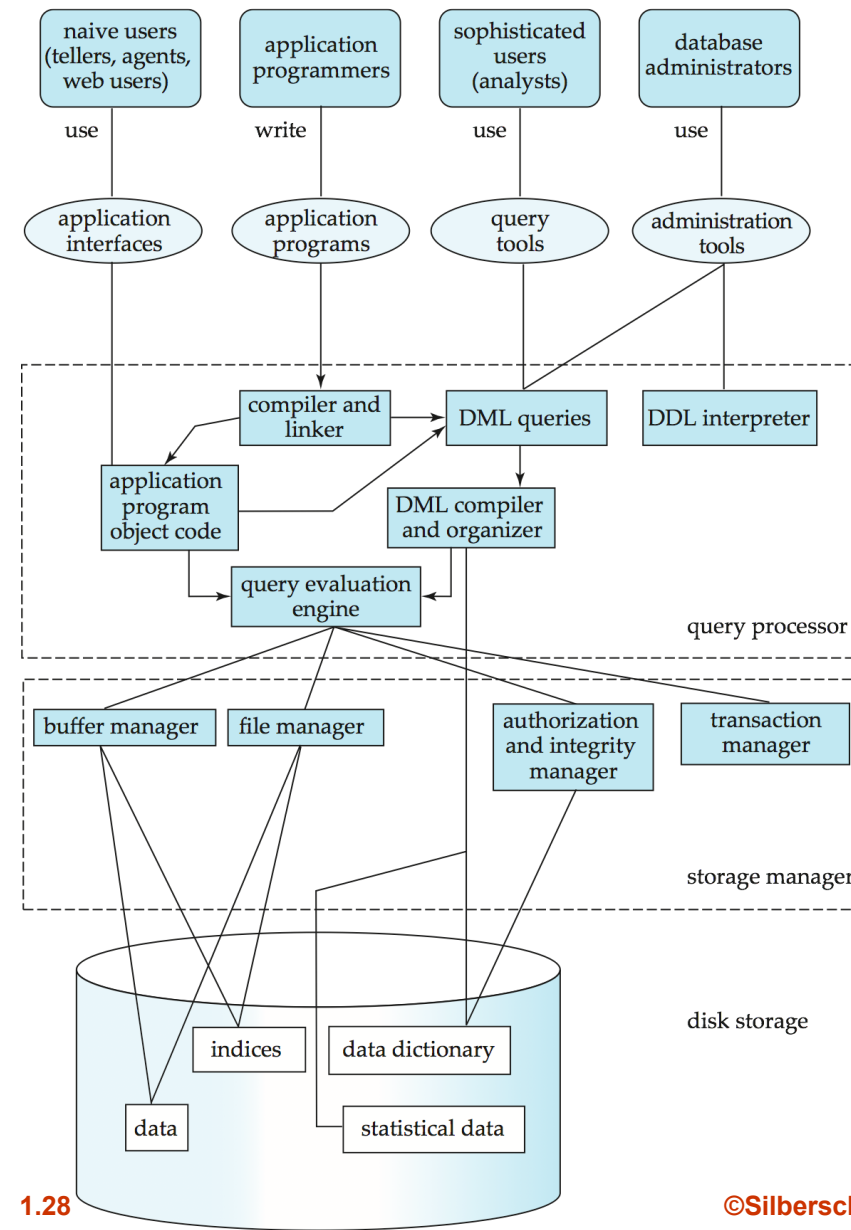 naive users
(tellers, agents,
web users)
application
programmers
sophisticated
users
(analysts)
database
administrators
use
write
use
use
application
interfaces
application
programs
query
tools
administration
tools
compiler and
linker
DML queries
DDL interpreter
application
program
object code
DML compiler
and organizer
query evaluation
engine
query processor
buffer manager
file manager
authorization
and integrity
manager
transaction
manager
storage manager
disk storage
indices
data dictionary
data
statistical data
1.28
©Silbersch